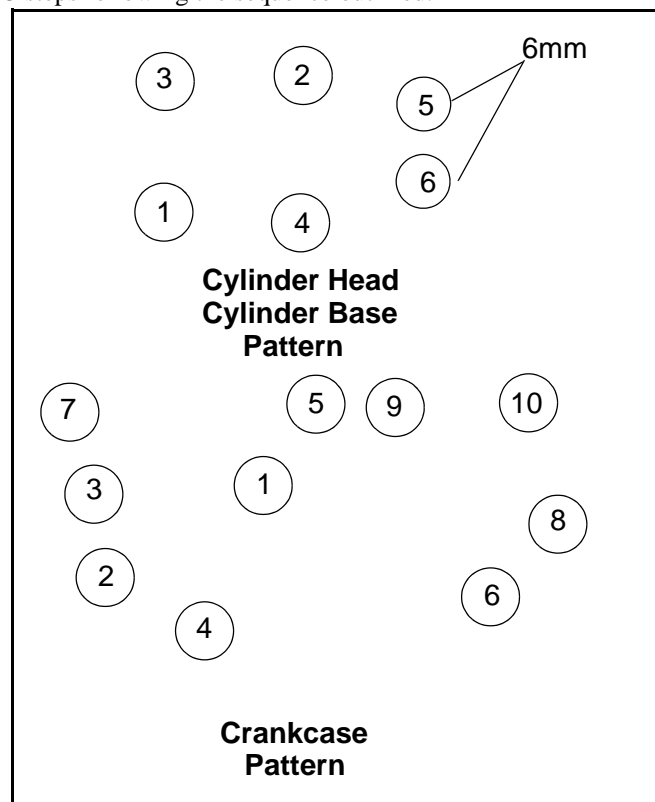 6mm
3 2 5
6
1 4
Cylinder Head
Cylinder Base
Pattern
7 5 9 10
3 1
8
2 6
4
Crankcase
Pattern